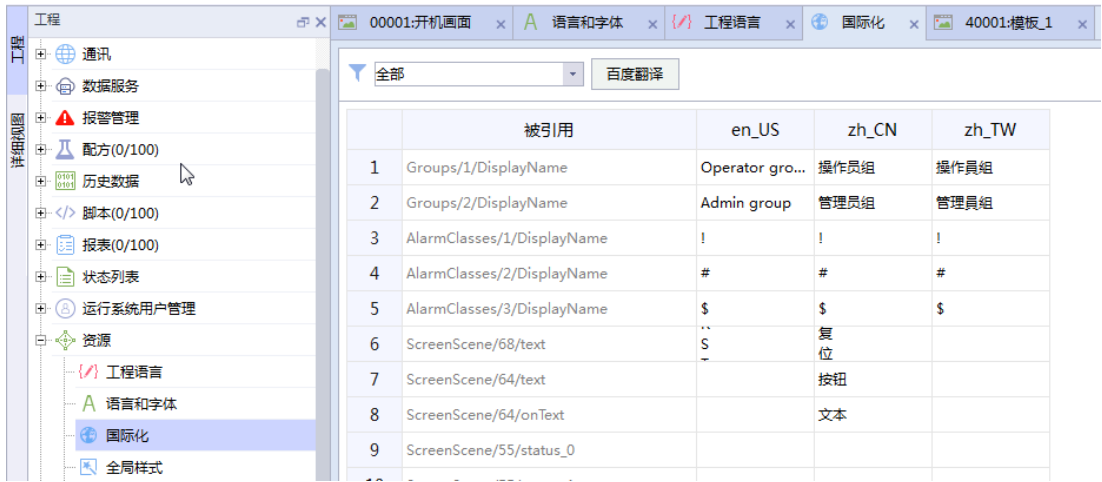 工程
工程
详细视图
通讯
数据服务
报警管理
配方(0/100)
历史数据
脚本(0/100)
报表(0/100)
状态列表
运行系统用户管理
资源
工程语言
语言和字体
国际化
全局样式
00001:开机画面 语言和字体 工程语言 国际化 40001:模板_1
全部 百度翻译
被引用 en_US zh_CN zh_TW
1 Groups/1/DisplayName Operator gro... 操作员组 操作員組
2 Groups/2/DisplayName Admin group 管理员组 管理員組
3 AlarmClasses/1/DisplayName ! ! !
4 AlarmClasses/2/DisplayName # # #
5 AlarmClasses/3/DisplayName $ $ $
6 ScreenScene/68/text S 复
位
7 ScreenScene/64/text 按钮
8 ScreenScene/64/onText 文本
9 ScreenScene/55/status_0